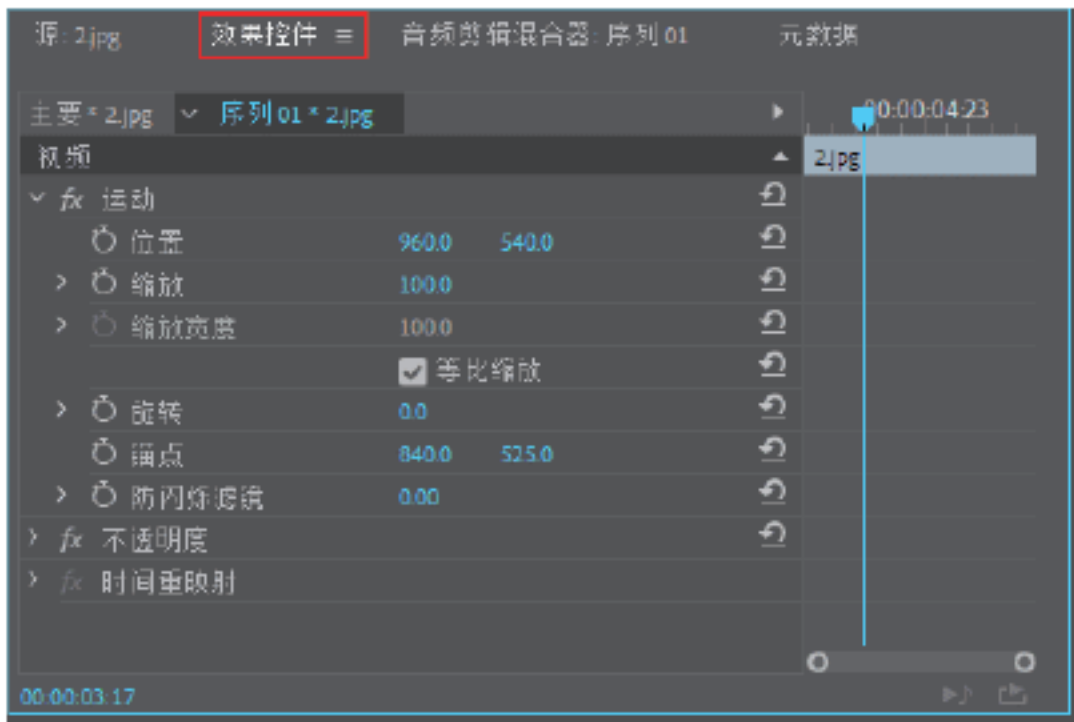 源: 2.jpg 效果控件 ≡ 音频剪辑混合器: 序列 01 元数据
主要 * 2.jpg 序列 01 * 2.jpg 00:00:04:23
视频 2.jpg
fx 运动
位置 960.0 540.0
缩放 100.0
缩放宽度 100.0
等比缩放
旋转 0.0
锚点 840.0 525.0
防闪烁滤镜 0.00
fx 不透明度
fx 时间重映射
00:00:03:17